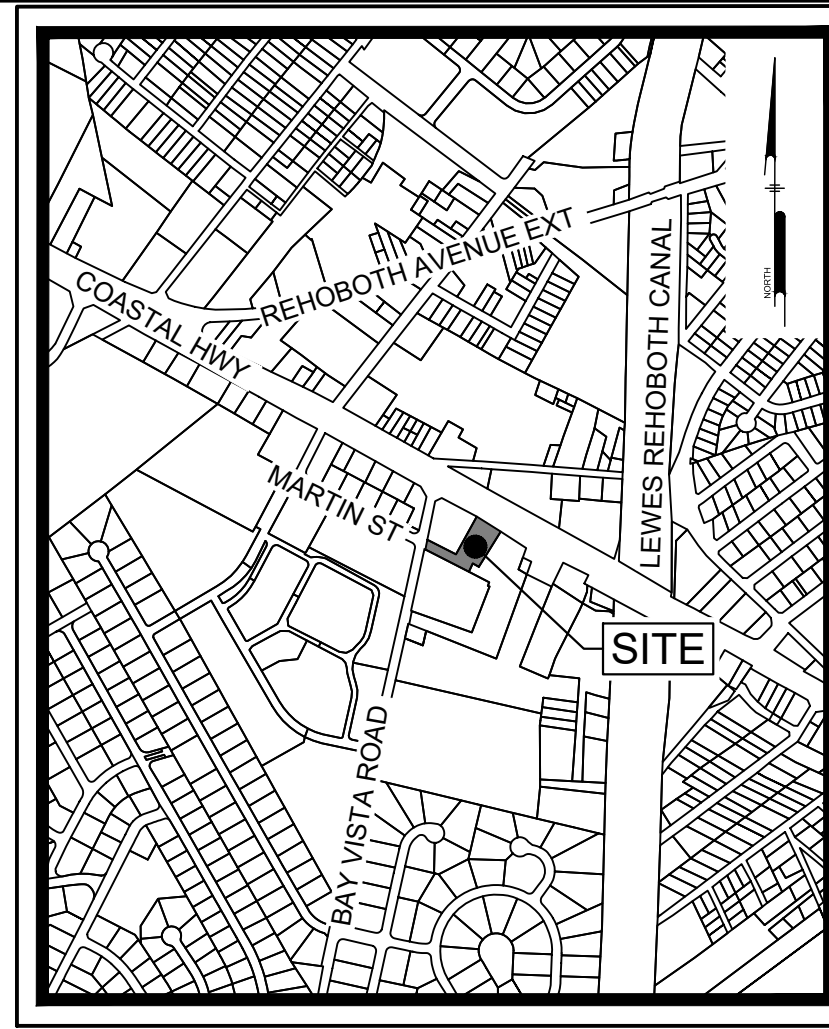 NORTH
REHOBOTH AVENUE EXT
COASTAL HWY
LEWES REHOBOTH CANAL
MARTIN ST
SITE
BAY VISTA ROAD